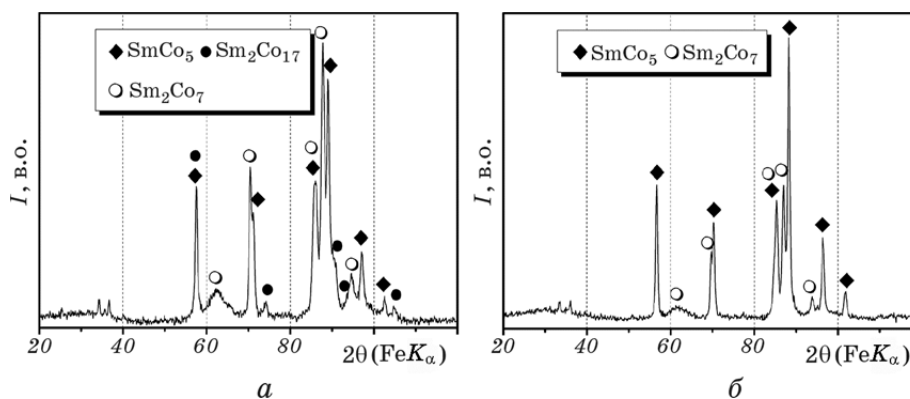 I, в.о.
SmCo₅ Sm₂Co₁₇
Sm₂Co₇
20 40 60 80 2θ(FeKα)
а
I, в.о.
SmCo₅ Sm₂Co₇
20 40 60 80 2θ(FeKα)
б